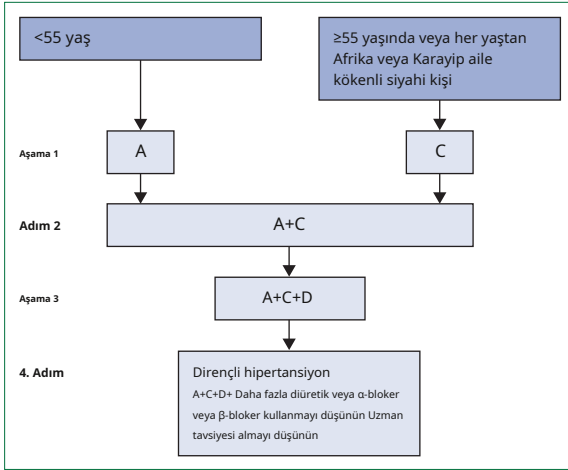 <55 yaş
≥55 yaşında veya her yaştan
Afrika veya Karayip aile
kökenli siyahi kişi
Aşama 1
A
C
Adım 2
A+C
Aşama 3
A+C+D
4. Adım
Dirençli hipertansiyon
A+C+D+ Daha fazla diüretik veya α-bloker
veya β-bloker kullanmayı düşünün Uzman
tavsiyesi almayı düşünün